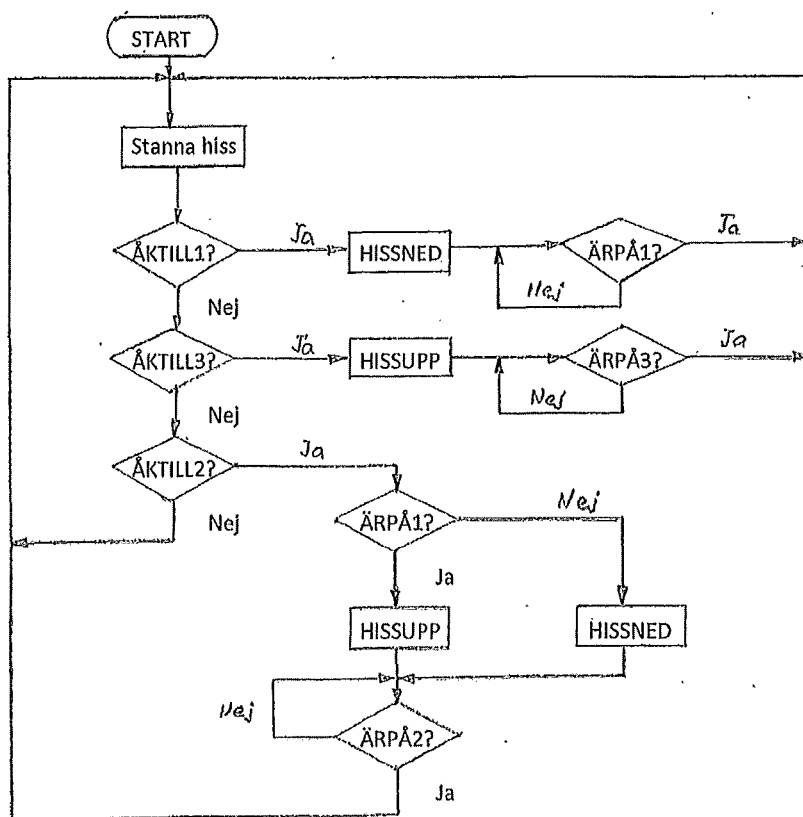 START
Stanna hiss
ÅKTILL1?
Ja
HISSNED
ÄRPÅ1?
Ja
Nej
Nej
ÅKTILL3?
Ja
HISSUPP
ÄRPÅ3?
Ja
Nej
Nej
ÅKTILL2?
Ja
Nej
ÄRPÅ1?
Nej
Ja
HISSUPP
HISSNED
Nej
ÄRPÅ2?
Ja